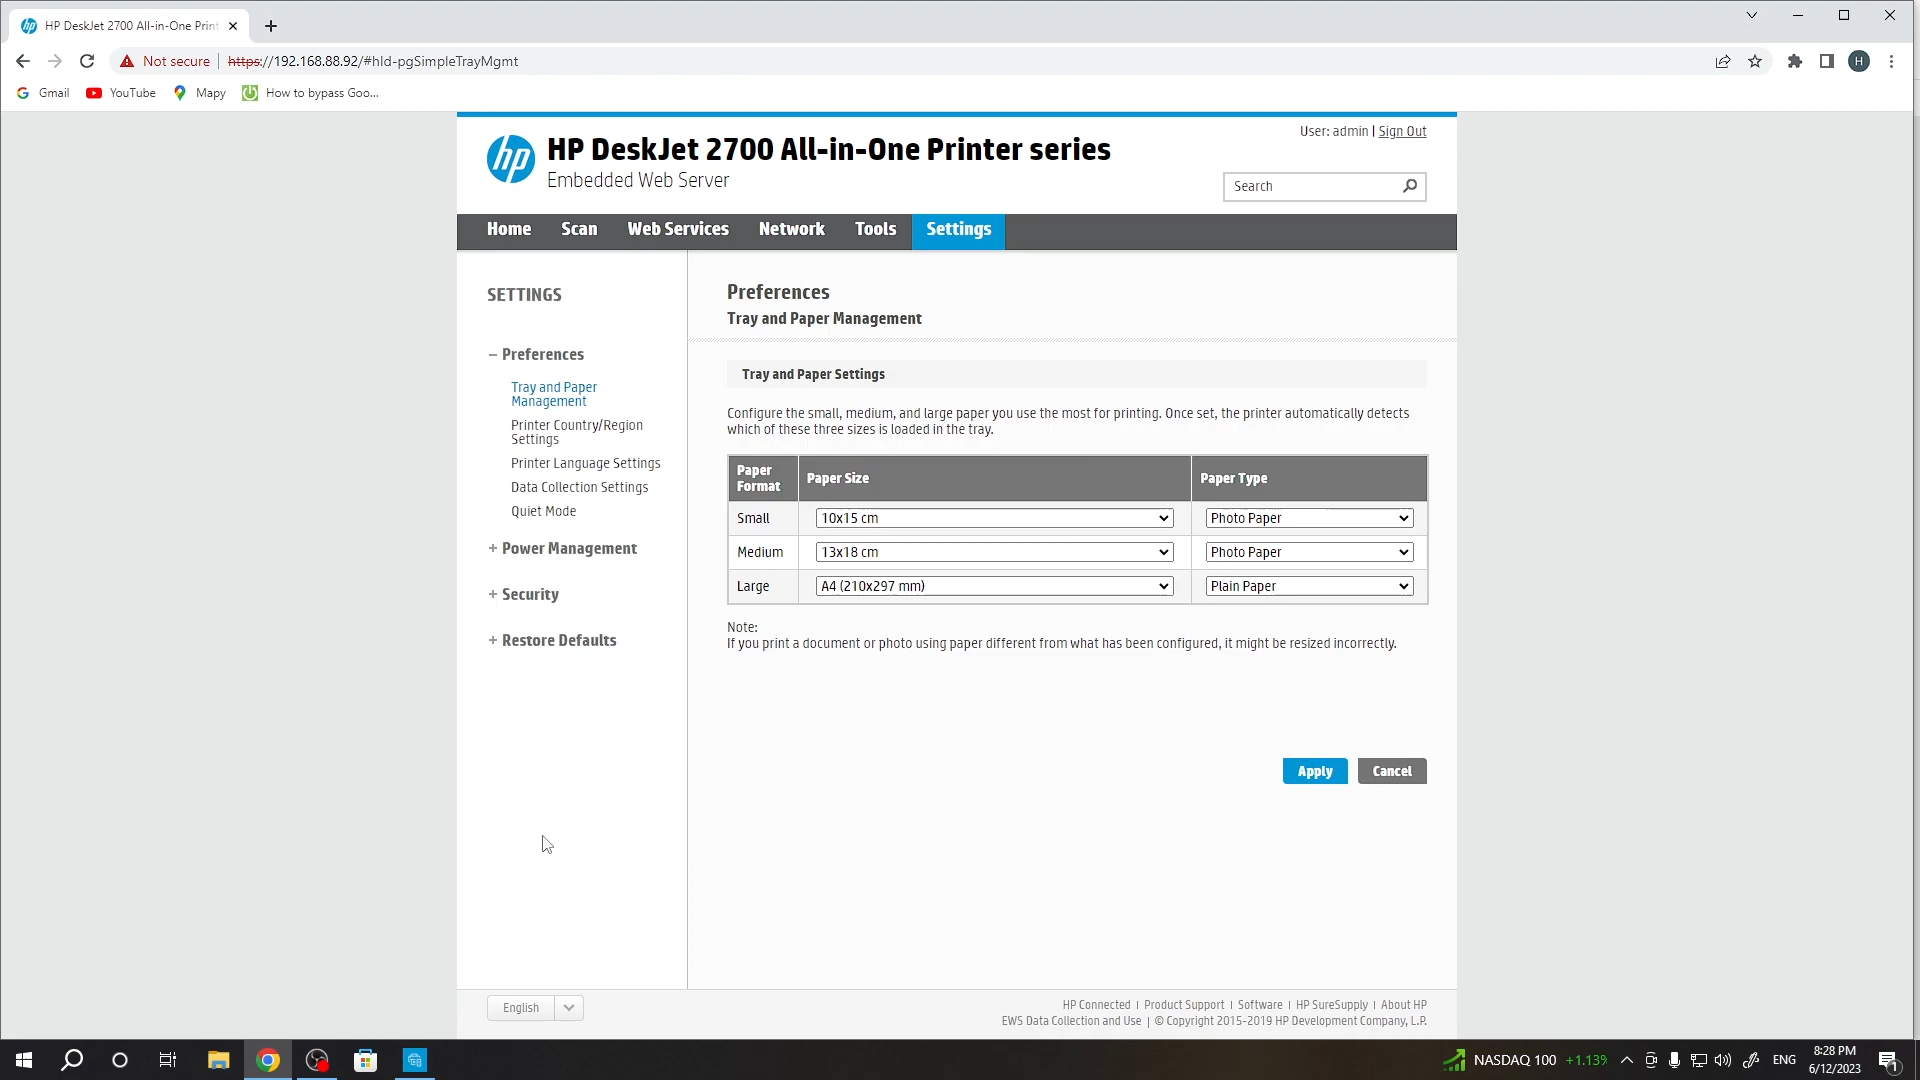 HP DeskJet 2700 All-in-One Print
Not secure https://192.168.88.92/#hId-pgSimpleTrayMgmt H
Gmail YouTube Mapy How to bypass Goo...
User: admin | Sign Out
hp HP DeskJet 2700 All-in-One Printer series
Embedded Web Server
Search
Home Scan Web Services Network Tools Settings
SETTINGS
− Preferences
Tray and Paper
Management
Printer Country/Region
Settings
Printer Language Settings
Data Collection Settings
Quiet Mode
+ Power Management
+ Security
+ Restore Defaults
Preferences
Tray and Paper Management
Tray and Paper Settings
Configure the small, medium, and large paper you use the most for printing. Once set, the printer automatically detects
which of these three sizes is loaded in the tray.
Paper
Format Paper Size Paper Type
Small 10x15 cm Photo Paper
Medium 13x18 cm Photo Paper
Large A4 (210x297 mm) Plain Paper
Note:
If you print a document or photo using paper different from what has been configured, it might be resized incorrectly.
Apply Cancel
English
HP Connected | Product Support | Software | HP SureSupply | About HP
EWS Data Collection and Use | © Copyright 2015-2019 HP Development Company, L.P.
NASDAQ 100 +1.13% ENG
8:28 PM
6/12/2023
1